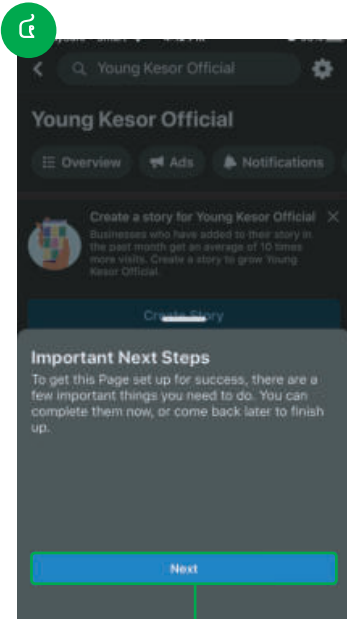 ๔
Young Kesor Official
Young Kesor Official
Overview Ads Notifications
Create a story for Young Kesor Official
Businesses who have added to their story in
the past month get an average of 10 times
more visits. Create a story to grow Young
Kesor Official.
Create Story
Important Next Steps
To get this Page set up for success, there are a
few important things you need to do. You can
complete them now, or come back later to finish
up.
Next